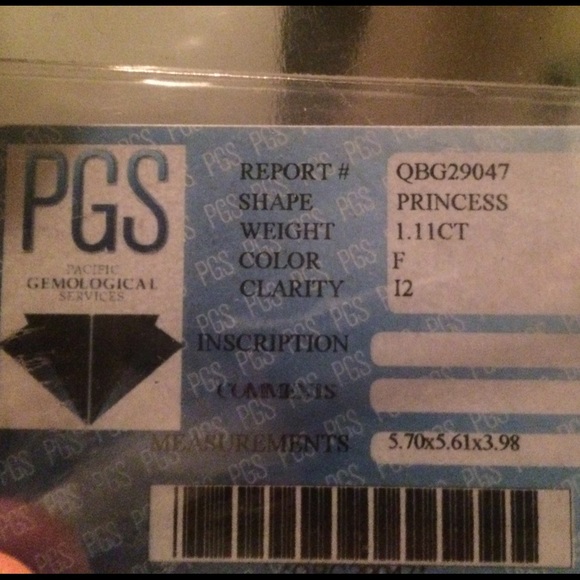 PGS
PACIFIC
GEMOLOGICAL
SERVICES
REPORT # QBG29047
SHAPE PRINCESS
WEIGHT 1.11CT
COLOR F
CLARITY I2
INSCRIPTION
COMMENTS
MEASUREMENTS 5.70x5.61x3.98